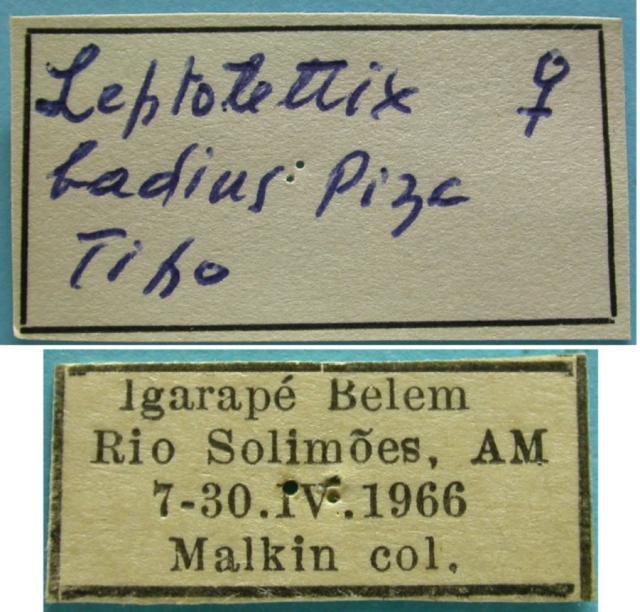 Leptotettix ♀
badius Piza
Tipo
Igarapé Belem
Rio Solimões, AM
7-30.IV.1966
Malkin col.